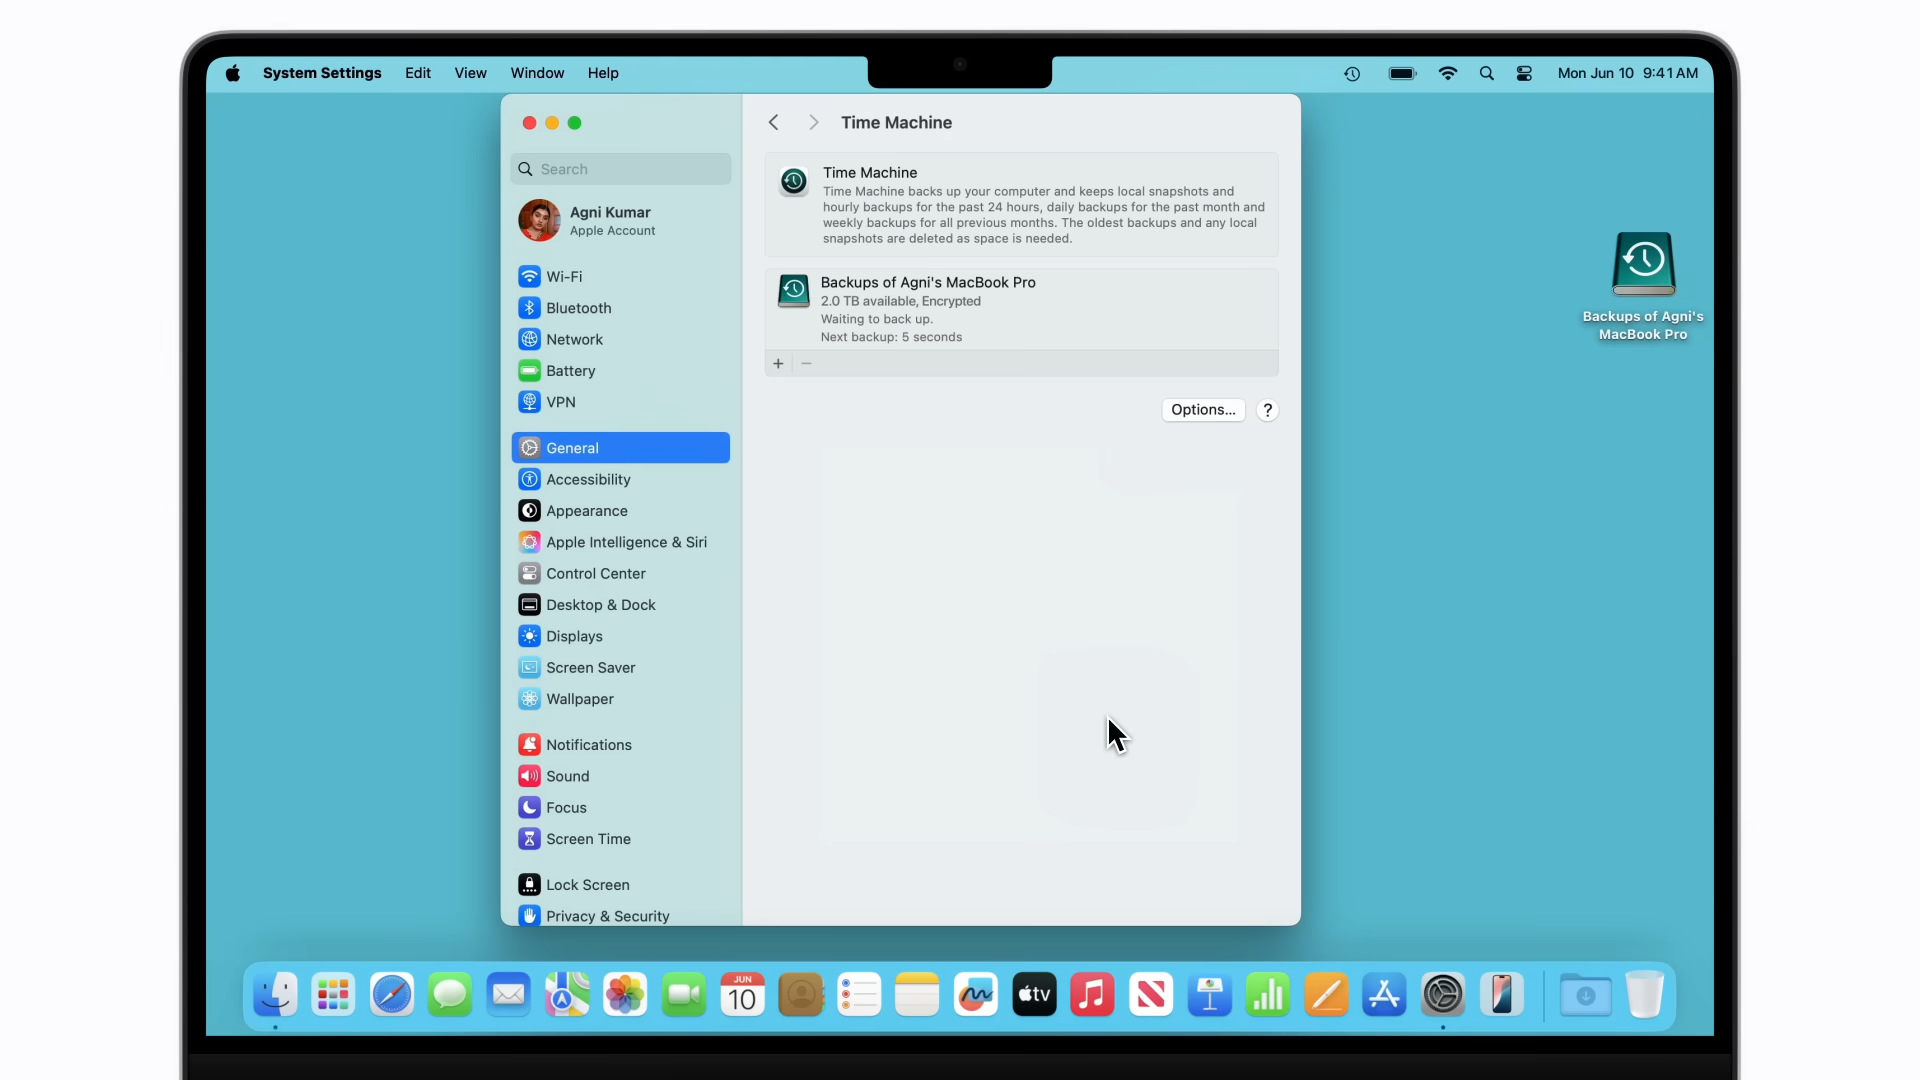 System Settings Edit View Window Help Mon Jun 10 9:41 AM
Time Machine
Search
Agni Kumar
Apple Account
Wi-Fi
Bluetooth
Network
Battery
VPN
General
Accessibility
Appearance
Apple Intelligence & Siri
Control Center
Desktop & Dock
Displays
Screen Saver
Wallpaper
Notifications
Sound
Focus
Screen Time
Lock Screen
Privacy & Security
Time Machine
Time Machine backs up your computer and keeps local snapshots and
hourly backups for the past 24 hours, daily backups for the past month and
weekly backups for all previous months. The oldest backups and any local
snapshots are deleted as space is needed.
Backups of Agni's MacBook Pro
2.0 TB available, Encrypted
Waiting to back up.
Next backup: 5 seconds
+ −
Options... ?
Backups of Agni's
MacBook Pro
JUN
10
tv